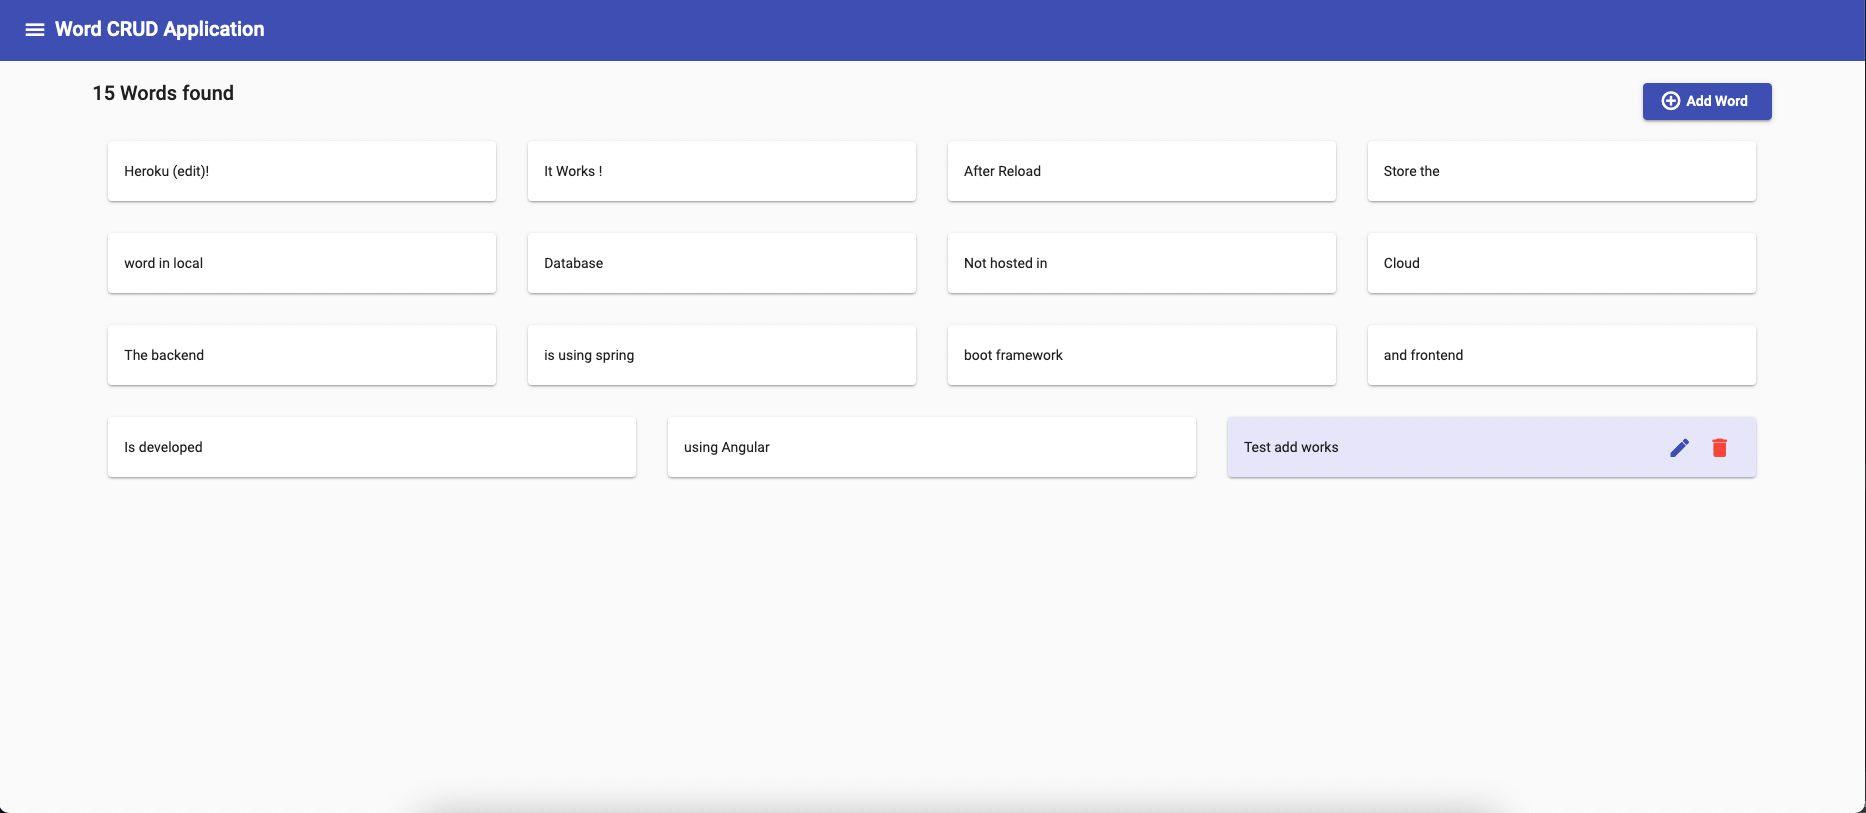 Word CRUD Application
15 Words found
Add Word
Heroku (edit)!
It Works !
After Reload
Store the
word in local
Database
Not hosted in
Cloud
The backend
is using spring
boot framework
and frontend
Is developed
using Angular
Test add works